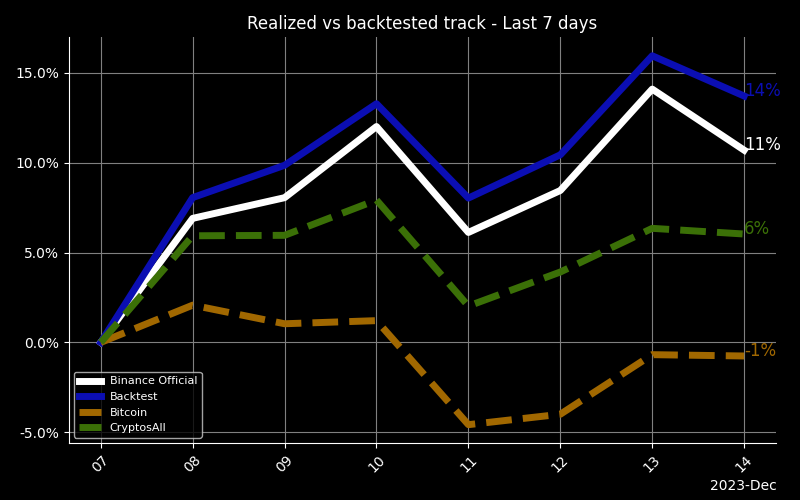 Realized vs backtested track - Last 7 days
15.0%
10.0%
5.0%
0.0%
-5.0%
14%
11%
6%
-1%
Binance Official
Backtest
Bitcoin
CryptosAll
07 08 09 10 11 12 13 14
2023-Dec